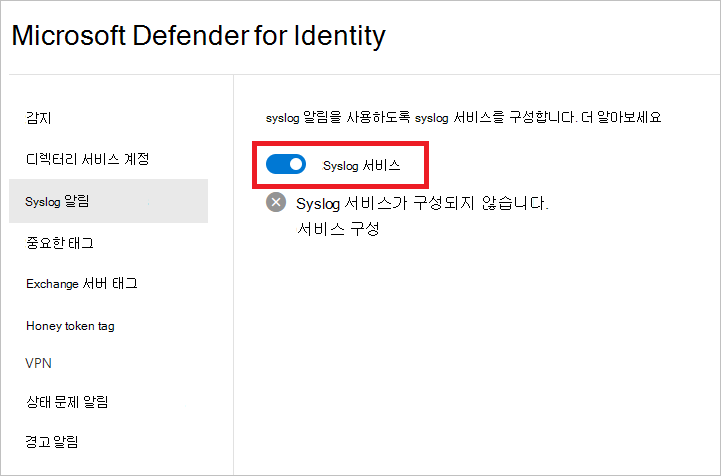 Microsoft Defender for Identity
감지
디렉터리 서비스 계정
Syslog 알림
중요한 태그
Exchange 서버 태그
Honey token tag
VPN
상태 문제 알림
경고 알림
syslog 알림을 사용하도록 syslog 서비스를 구성합니다. 더 알아보세요
Syslog 서비스
Syslog 서비스가 구성되지 않습니다.
서비스 구성